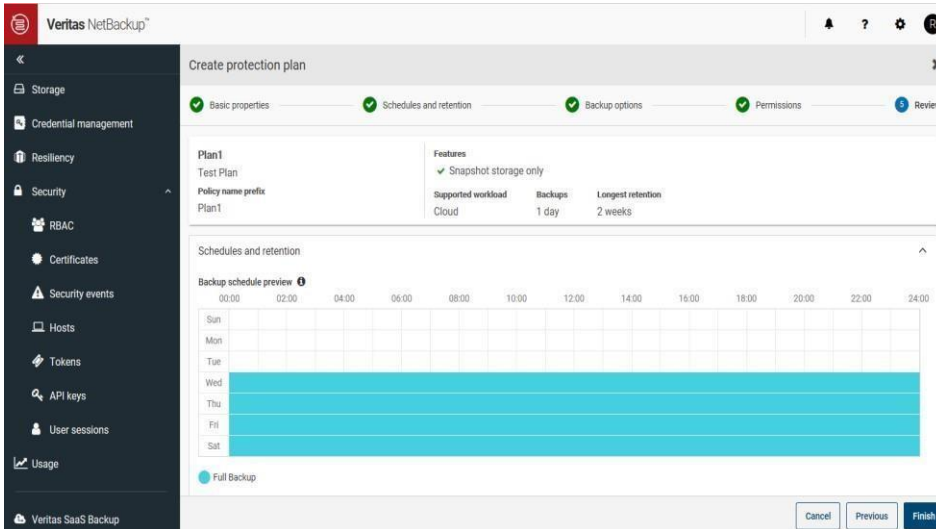 Veritas NetBackup™
?
R
«
Storage
Credential management
Resiliency
Security
RBAC
Certificates
Security events
Hosts
Tokens
API keys
User sessions
Usage
Veritas SaaS Backup
Create protection plan
Basic properties
Schedules and retention
Backup options
Permissions
5 Review
Plan1
Test Plan
Policy name prefix
Plan1
Features
Snapshot storage only
Supported workload Backups Longest retention
Cloud 1 day 2 weeks
Schedules and retention
Backup schedule preview
00:00 02:00 04:00 06:00 08:00 10:00 12:00 14:00 16:00 18:00 20:00 22:00 24:00
Sun
Mon
Tue
Wed
Thu
Fri
Sat
Full Backup
Cancel Previous Finish